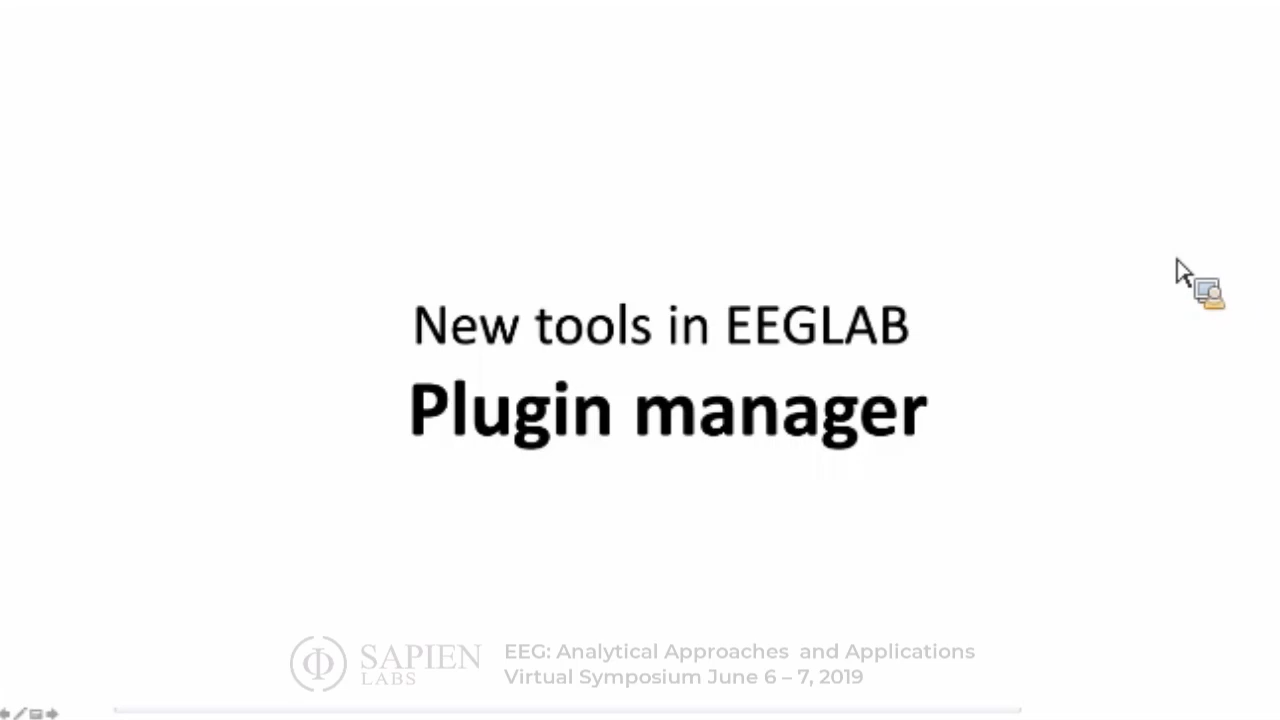 New tools in EEGLAB
Plugin manager
SAPIEN
LABS
EEG: Analytical Approaches and Applications
Virtual Symposium June 6 – 7, 2019